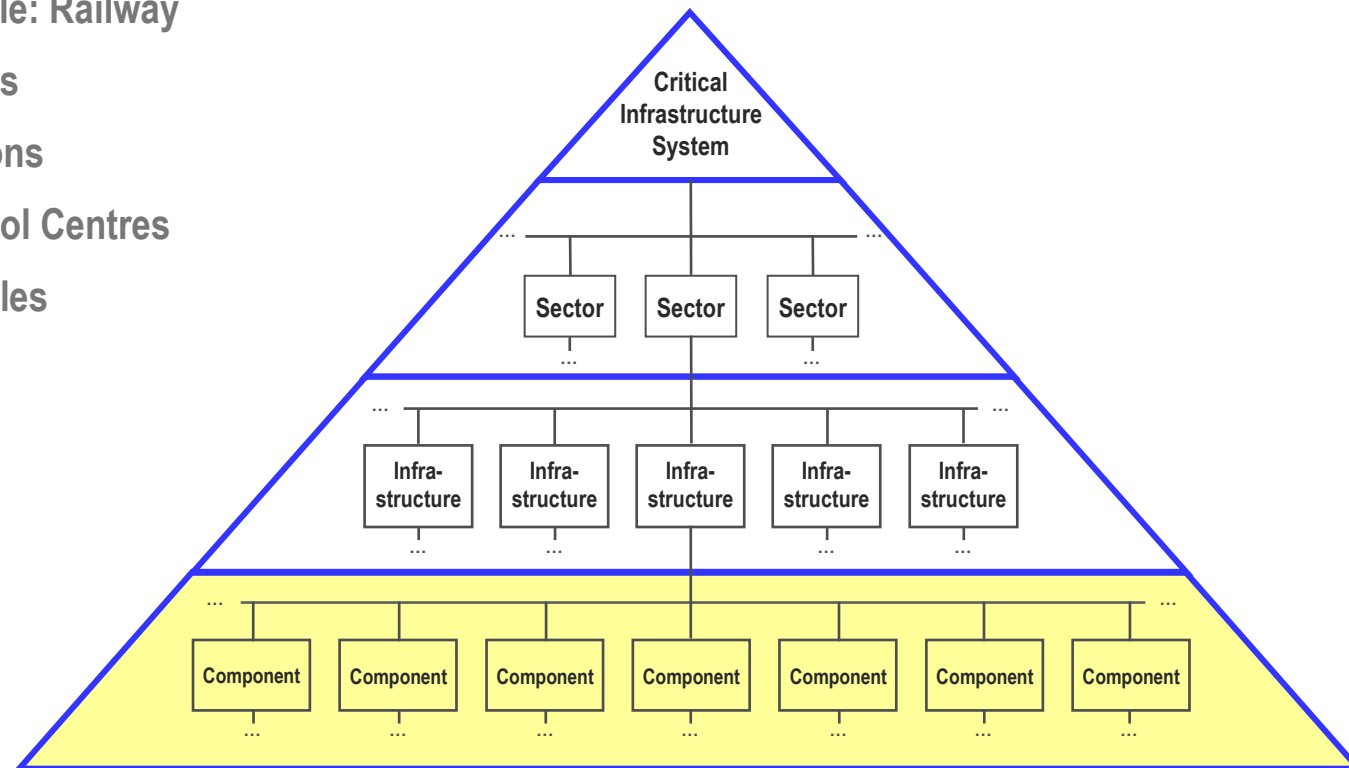 le: Railway
s
ons
ol Centres
les
Critical
Infrastructure
System
... ...
Sector Sector Sector
... ...
... ...
Infra- Infra- Infra- Infra- Infra-
structure structure structure structure structure
... ... ... ...
... ...
Component Component Component Component Component Component Component
... ... ... ... ... ... ...